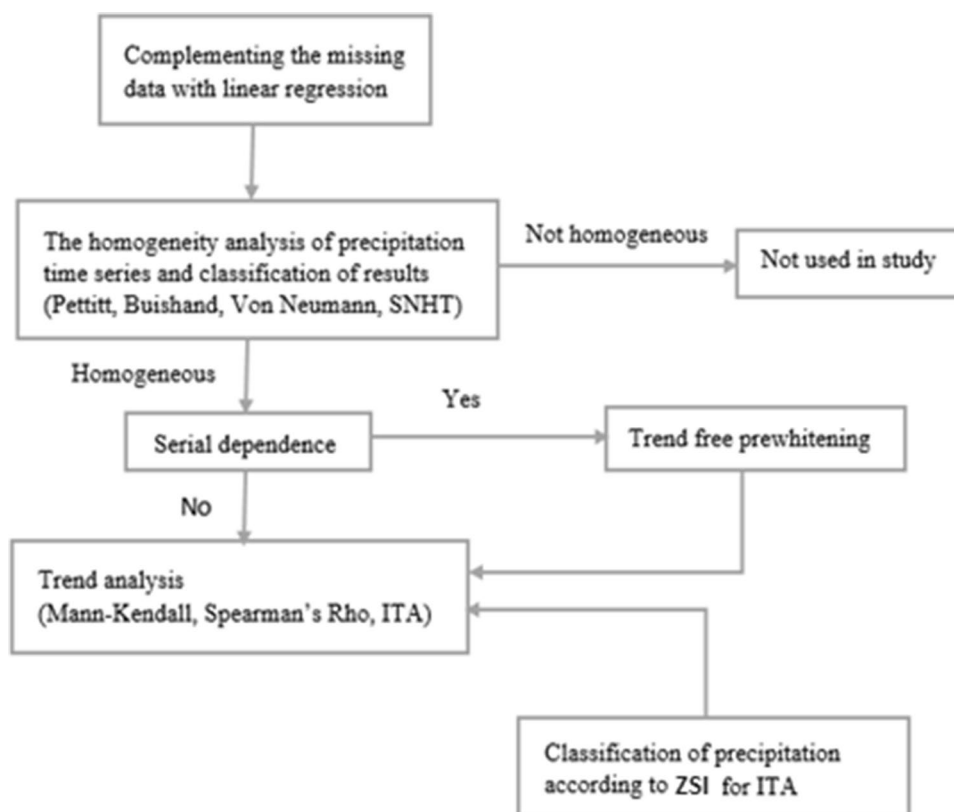 Complementing the missing
data with linear regression
The homogeneity analysis of precipitation
time series and classification of results
(Pettitt, Buishand, Von Neumann, SNHT)
Not homogeneous
Not used in study
Homogeneous
Serial dependence
Yes
Trend free prewhitening
No
Trend analysis
(Mann-Kendall, Spearman’s Rho, ITA)
Classification of precipitation
according to ZSI for ITA